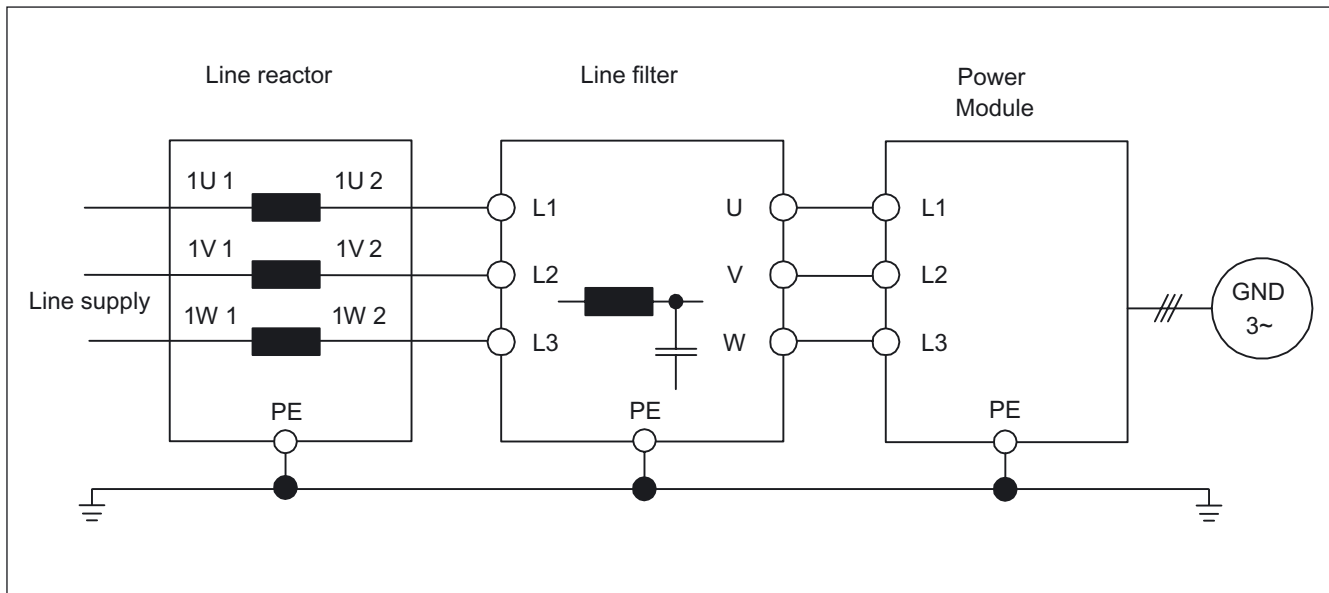 Line reactor
Line filter
Power
Module
1U 1
1U 2
L1
U
L1
1V 1
1V 2
L2
V
L2
Line supply
1W 1
1W 2
L3
W
L3
GND
3~
PE
PE
PE